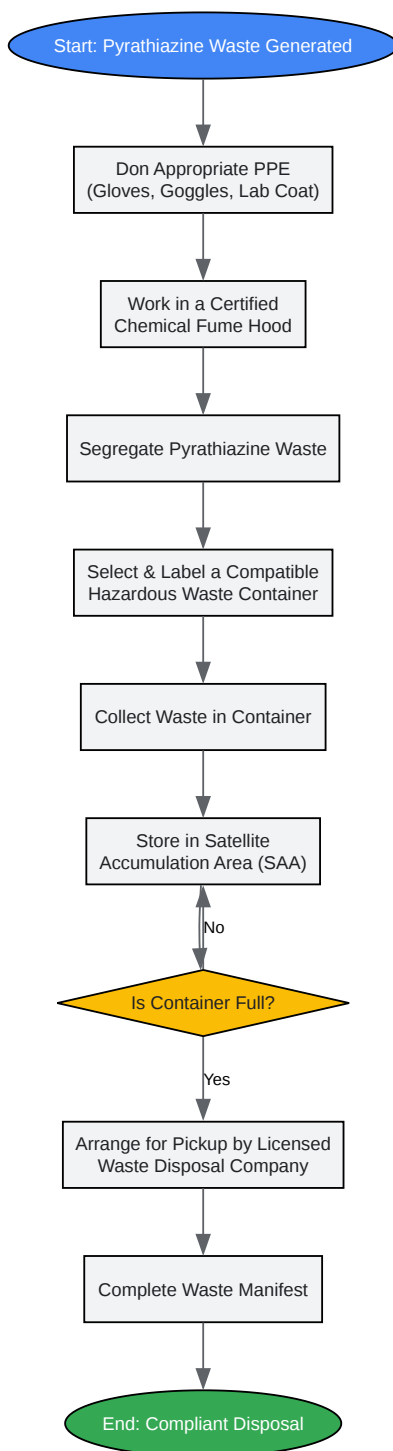 Start: Pyrathiazine Waste Generated
Don Appropriate PPE
(Gloves, Goggles, Lab Coat)
Work in a Certified
Chemical Fume Hood
Segregate Pyrathiazine Waste
Select & Label a Compatible
Hazardous Waste Container
Collect Waste in Container
Store in Satellite
Accumulation Area (SAA)
No
Is Container Full?
Yes
Arrange for Pickup by Licensed
Waste Disposal Company
Complete Waste Manifest
End: Compliant Disposal